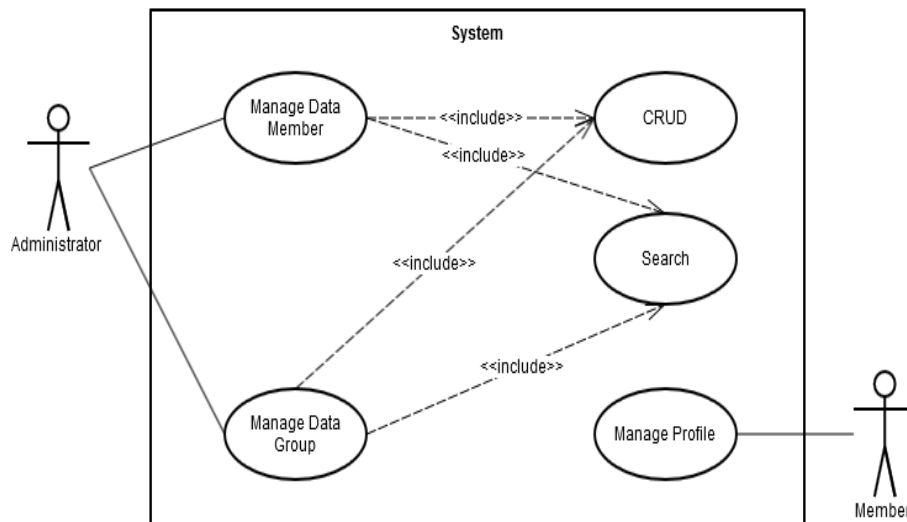 System
Manage Data
Member
<<include>>
CRUD
<<include>>
Administrator
<<include>>
Search
<<include>>
Manage Data
Group
Manage Profile
Member